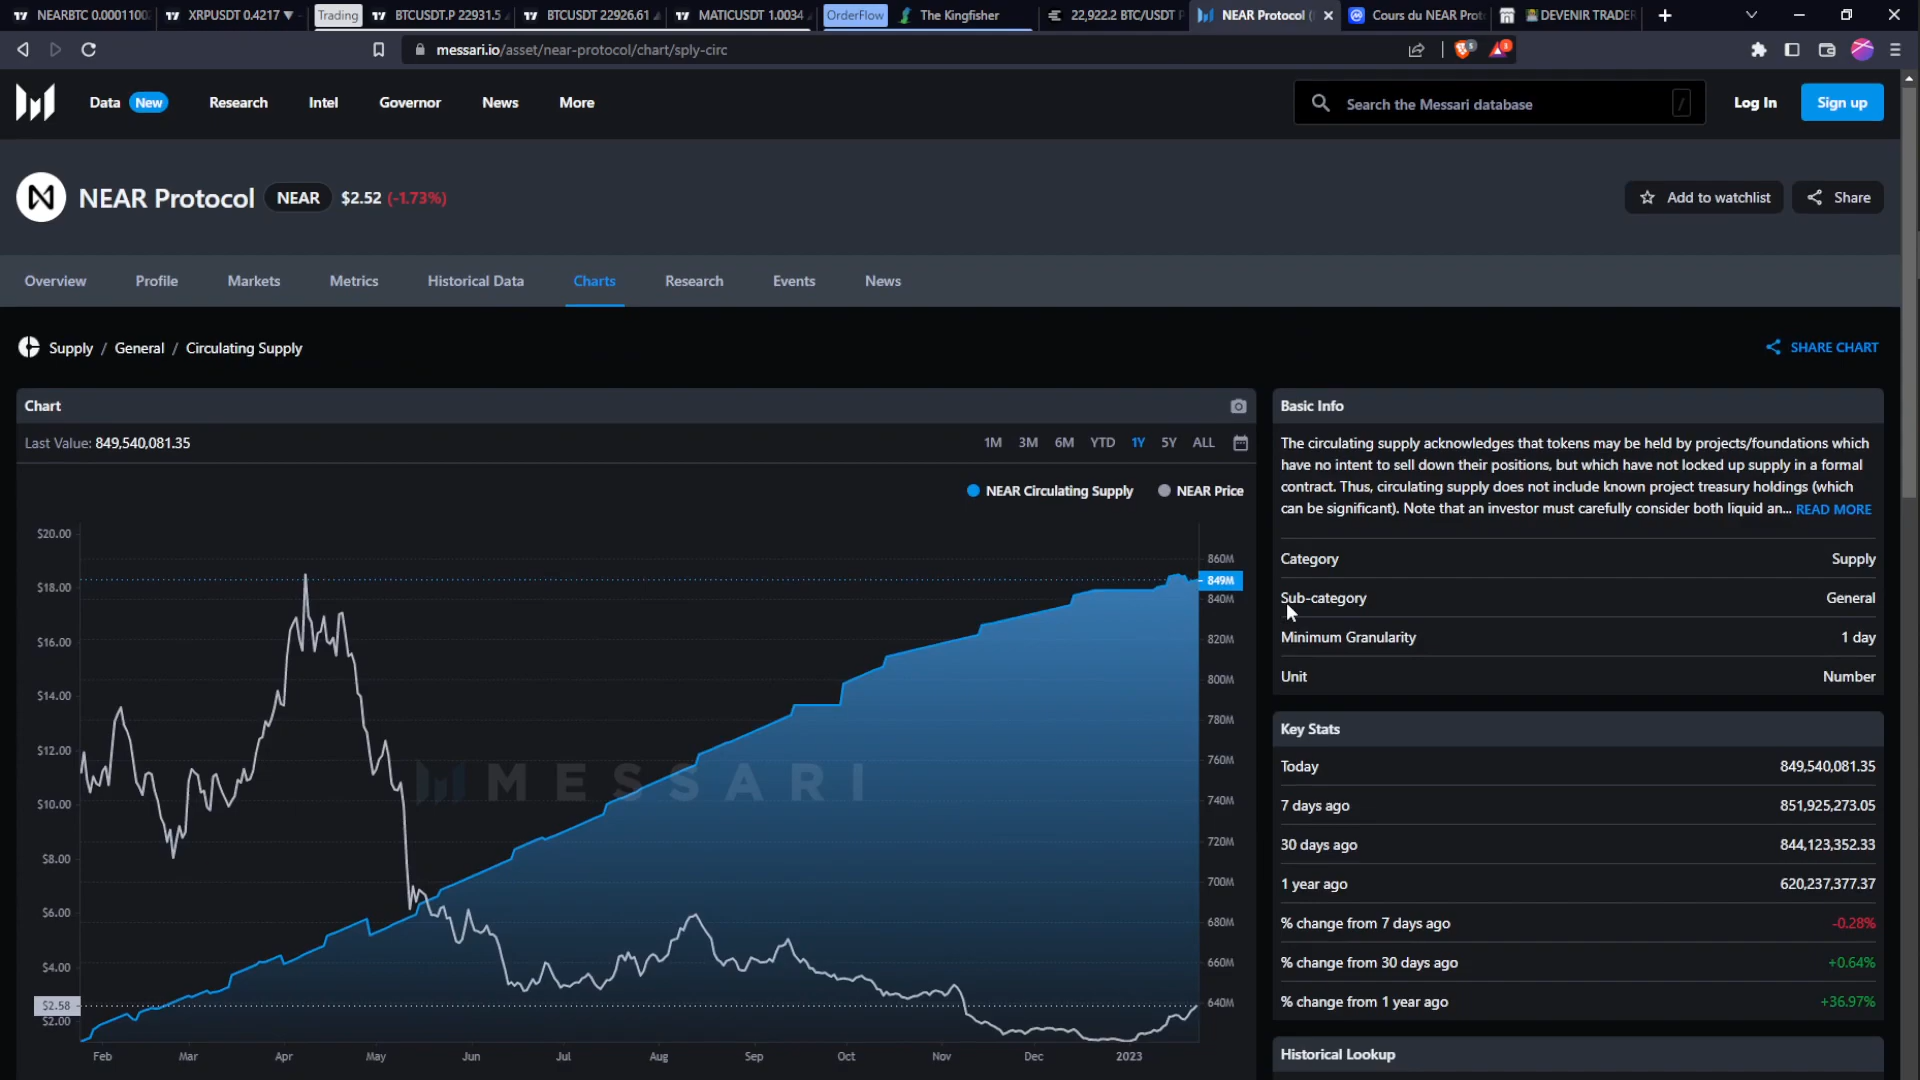 NEARBTC 0.0001100
XRPUSDT 0.4217 ▼
Trading
BTCUSDT.P 22931.5
BTCUSDT 22926.61
MATICUSDT 1.0034
OrderFlow
The Kingfisher
22,922.2 BTC/USDT P
NEAR Protocol (
Cours du NEAR Prot
DEVENIR TRADER
messari.io/asset/near-protocol/chart/sply-circ
Data
New
Research
Intel
Governor
News
More
Search the Messari database
/
Log In
Sign up
NEAR Protocol
NEAR
$2.52 (-1.73%)
Add to watchlist
Share
Overview
Profile
Markets
Metrics
Historical Data
Charts
Research
Events
News
Supply / General / Circulating Supply
SHARE CHART
Chart
Last Value: 849,540,081.35
1M 3M 6M YTD 1Y 5Y ALL
NEAR Circulating Supply
NEAR Price
$20.00
$18.00
$16.00
$14.00
$12.00
$10.00
$8.00
$6.00
$4.00
$2.58
$2.00
860M
849M
840M
820M
800M
780M
760M
740M
720M
700M
680M
660M
640M
MESSARI
Feb Mar Apr May Jun Jul Aug Sep Oct Nov Dec 2023
Basic Info
The circulating supply acknowledges that tokens may be held by projects/foundations which
have no intent to sell down their positions, but which have not locked up supply in a formal
contract. Thus, circulating supply does not include known project treasury holdings (which
can be significant). Note that an investor must carefully consider both liquid an... READ MORE
Category Supply
Sub-category General
Minimum Granularity 1 day
Unit Number
Key Stats
Today 849,540,081.35
7 days ago 851,925,273.05
30 days ago 844,123,352.33
1 year ago 620,237,377.37
% change from 7 days ago -0.28%
% change from 30 days ago +0.64%
% change from 1 year ago +36.97%
Historical Lookup